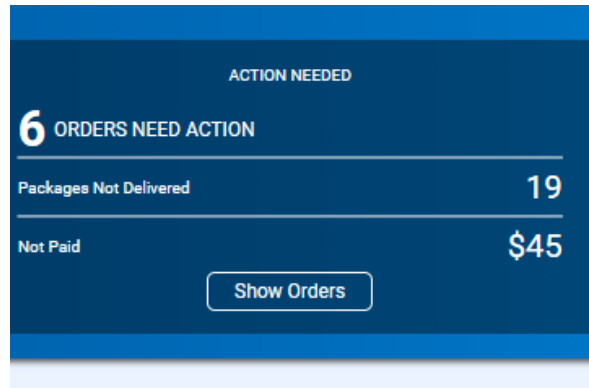 ACTION NEEDED
6 ORDERS NEED ACTION
Packages Not Delivered 19
Not Paid $45
Show Orders